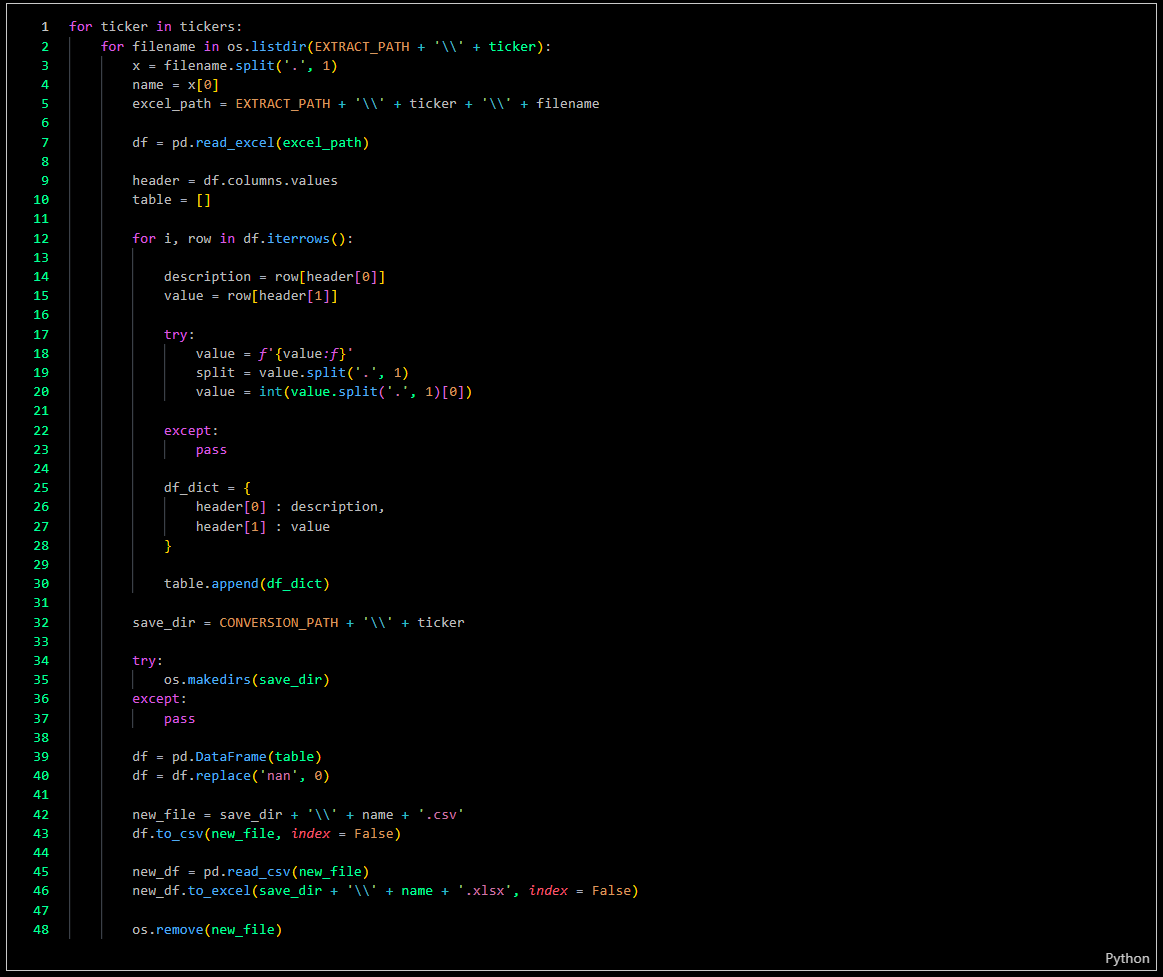 1 for ticker in tickers:
2     for filename in os.listdir(EXTRACT_PATH + '\\' + ticker):
3         x = filename.split('.', 1)
4         name = x[0]
5         excel_path = EXTRACT_PATH + '\\' + ticker + '\\' + filename
6
7         df = pd.read_excel(excel_path)
8
9         header = df.columns.values
10         table = []
11
12         for i, row in df.iterrows():
13
14             description = row[header[0]]
15             value = row[header[1]]
16
17             try:
18                 value = f'{value:f}'
19                 split = value.split('.', 1)
20                 value = int(value.split('.', 1)[0])
21
22             except:
23                 pass
24
25             df_dict = {
26                 header[0] : description,
27                 header[1] : value
28             }
29
30             table.append(df_dict)
31
32         save_dir = CONVERSION_PATH + '\\' + ticker
33
34         try:
35             os.makedirs(save_dir)
36         except:
37             pass
38
39         df = pd.DataFrame(table)
40         df = df.replace('nan', 0)
41
42         new_file = save_dir + '\\' + name + '.csv'
43         df.to_csv(new_file, index = False)
44
45         new_df = pd.read_csv(new_file)
46         new_df.to_excel(save_dir + '\\' + name + '.xlsx', index = False)
47
48         os.remove(new_file)
Python